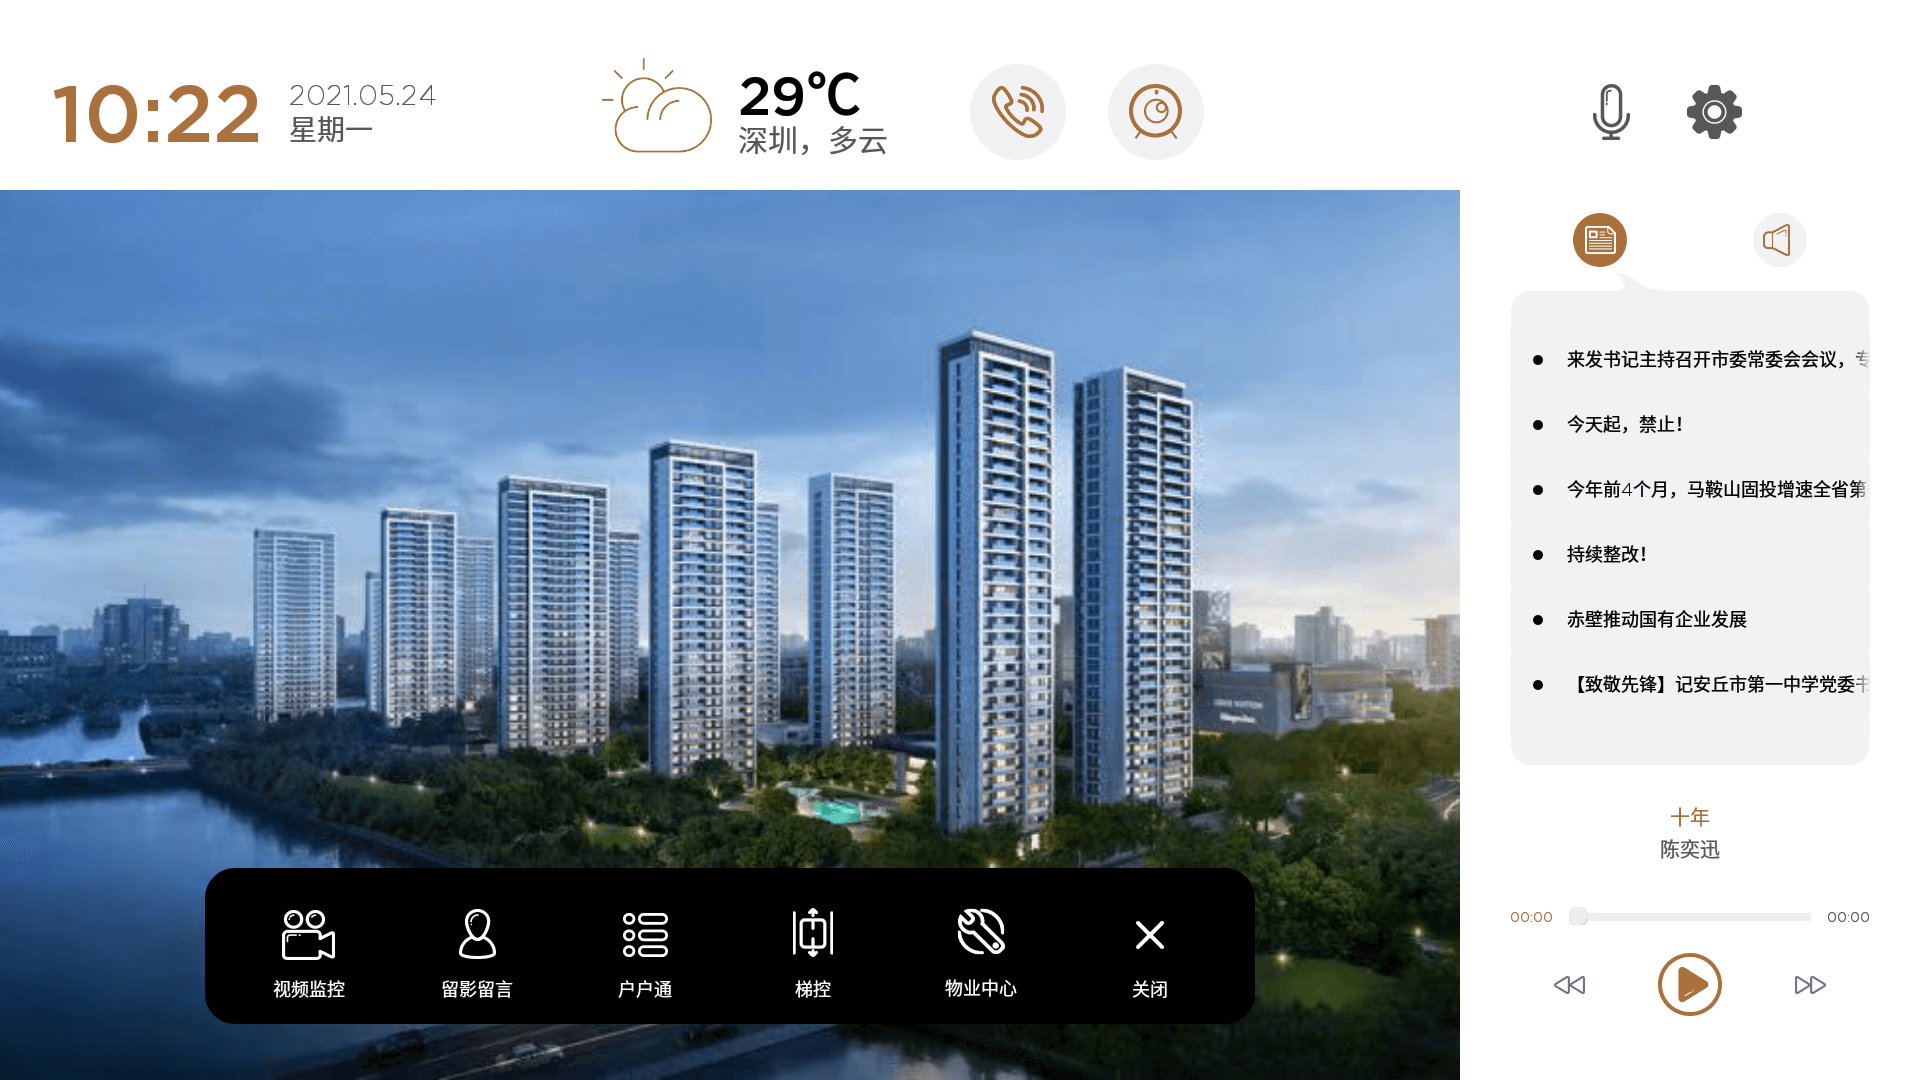 10:22
2021.05.24
星期一
29℃
深圳，多云
来发书记主持召开市委常委会会议，
今天起，禁止！
今年前4个月，马鞍山固投增速全省第
持续整改！
赤壁推动国有企业发展
【致敬先锋】记安丘市第一中学党委书
十年
陈奕迅
00:00
00:00
视频监控
留影留言
户户通
梯控
物业中心
关闭